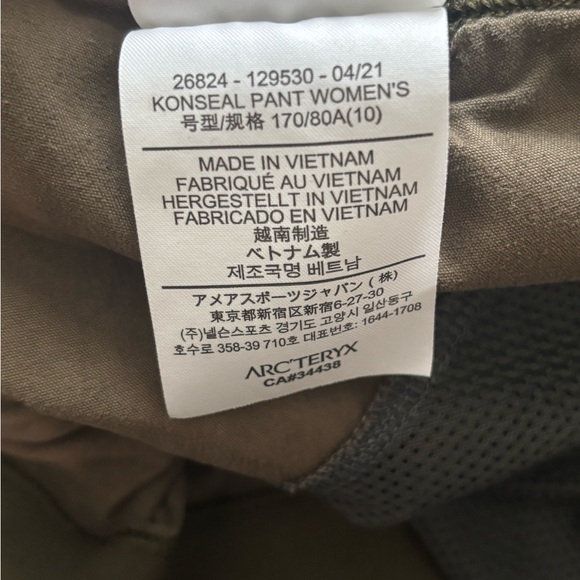 26824 - 129530 - 04/21
KONSEAL PANT WOMEN'S
号型/规格 170/80A(10)
MADE IN VIETNAM
FABRIQUÉ AU VIETNAM
HERGESTELLT IN VIETNAM
FABRICADO EN VIETNAM
越南制造
ベトナム製
제조국명 베트남
アメアスポーツジャパン（株）
東京都新宿区新宿6-27-30
(주)넬슨스포츠 경기도 고양시 일산동구
호수로 358-39 710호 대표번호: 1644-1708
ARC'TERYX
CA#34438